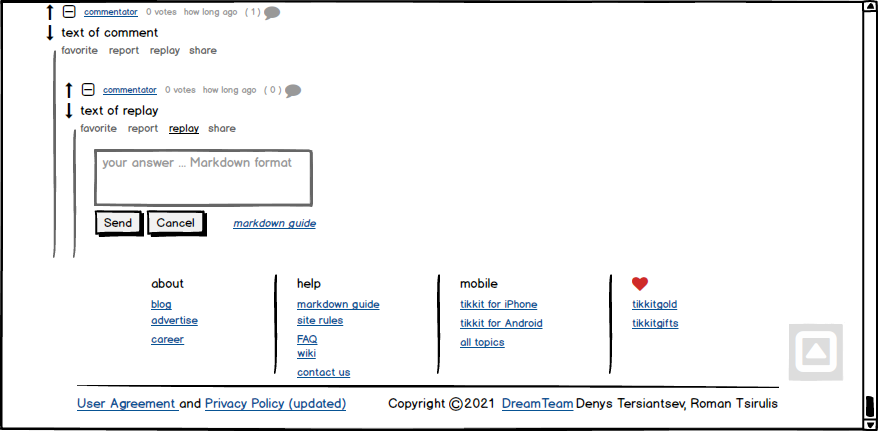 commentator 0 votes how long ago ( 1 )
text of comment
favorite report replay share
commentator 0 votes how long ago ( 0 )
text of replay
favorite report replay share
your answer ... Markdown format
Send Cancel markdown guide
about
blog
advertise
career
help
markdown guide
site rules
FAQ
wiki
contact us
mobile
tikkit for iPhone
tikkit for Android
all topics
tikkitgold
tikkitgifts
User Agreement and Privacy Policy (updated) Copyright ©2021 DreamTeam Denys Tersiantsev, Roman Tsirulis